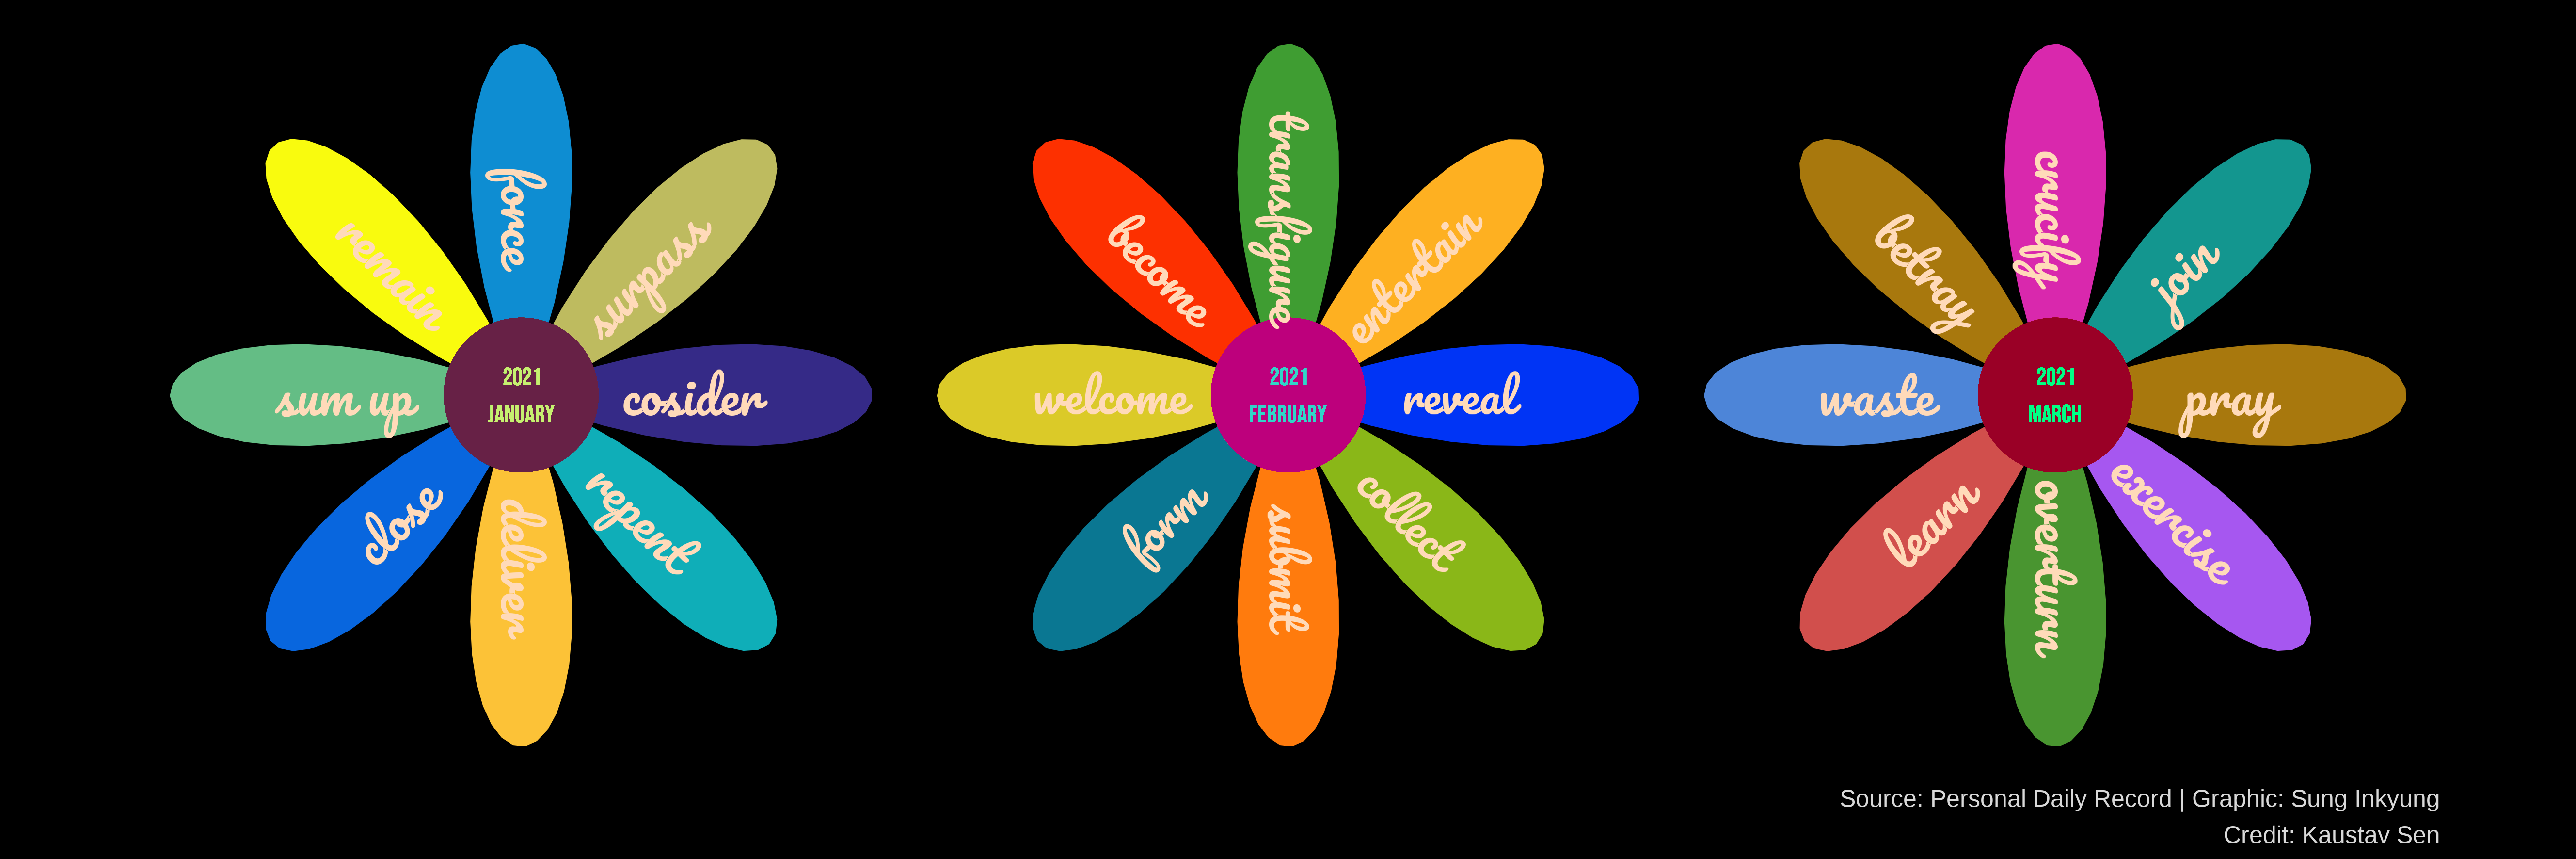 force
surpass
cosider
repent
deliver
close
sum up
remain
2021
JANUARY
transfigure
entertain
reveal
collect
submit
form
welcome
become
2021
FEBRUARY
crucify
join
pray
exercise
overturn
learn
waste
betray
2021
MARCH
Source: Personal Daily Record | Graphic: Sung Inkyung
Credit: Kaustav Sen